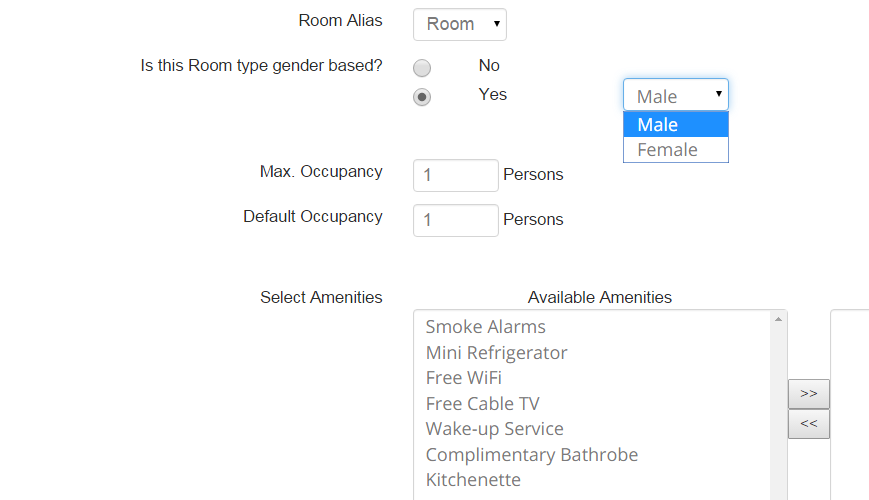 Room Alias Room
Is this Room type gender based? No
Yes Male
Male
Female
Max. Occupancy 1 Persons
Default Occupancy 1 Persons
Select Amenities Available Amenities
Smoke Alarms
Mini Refrigerator
Free WiFi
Free Cable TV
>>
Wake-up Service
<<
Complimentary Bathrobe
Kitchenette